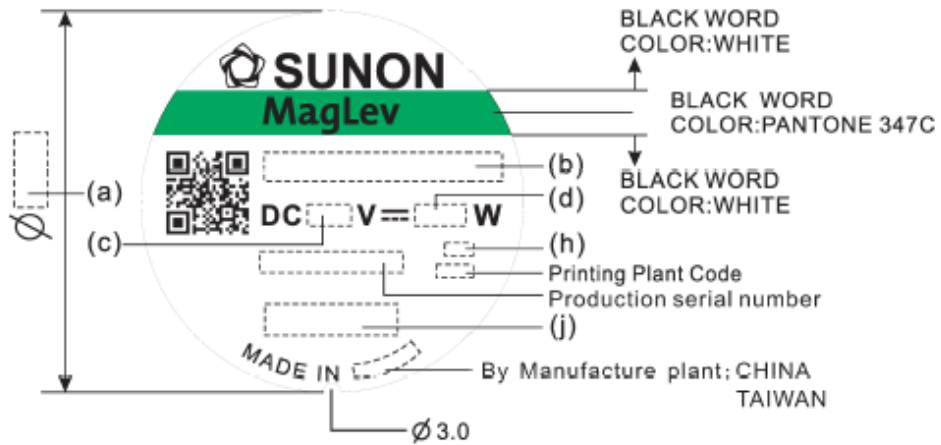 BLACK WORD
COLOR:WHITE
SUNON
MagLev
BLACK WORD
COLOR:PANTONE 347C
(b)
BLACK WORD
COLOR:WHITE
(a)
Ø
(d)
DC V W
(c)
(h)
Printing Plant Code
Production serial number
(j)
MADE IN
By Manufacture plant; CHINA
TAIWAN
Ø3.0